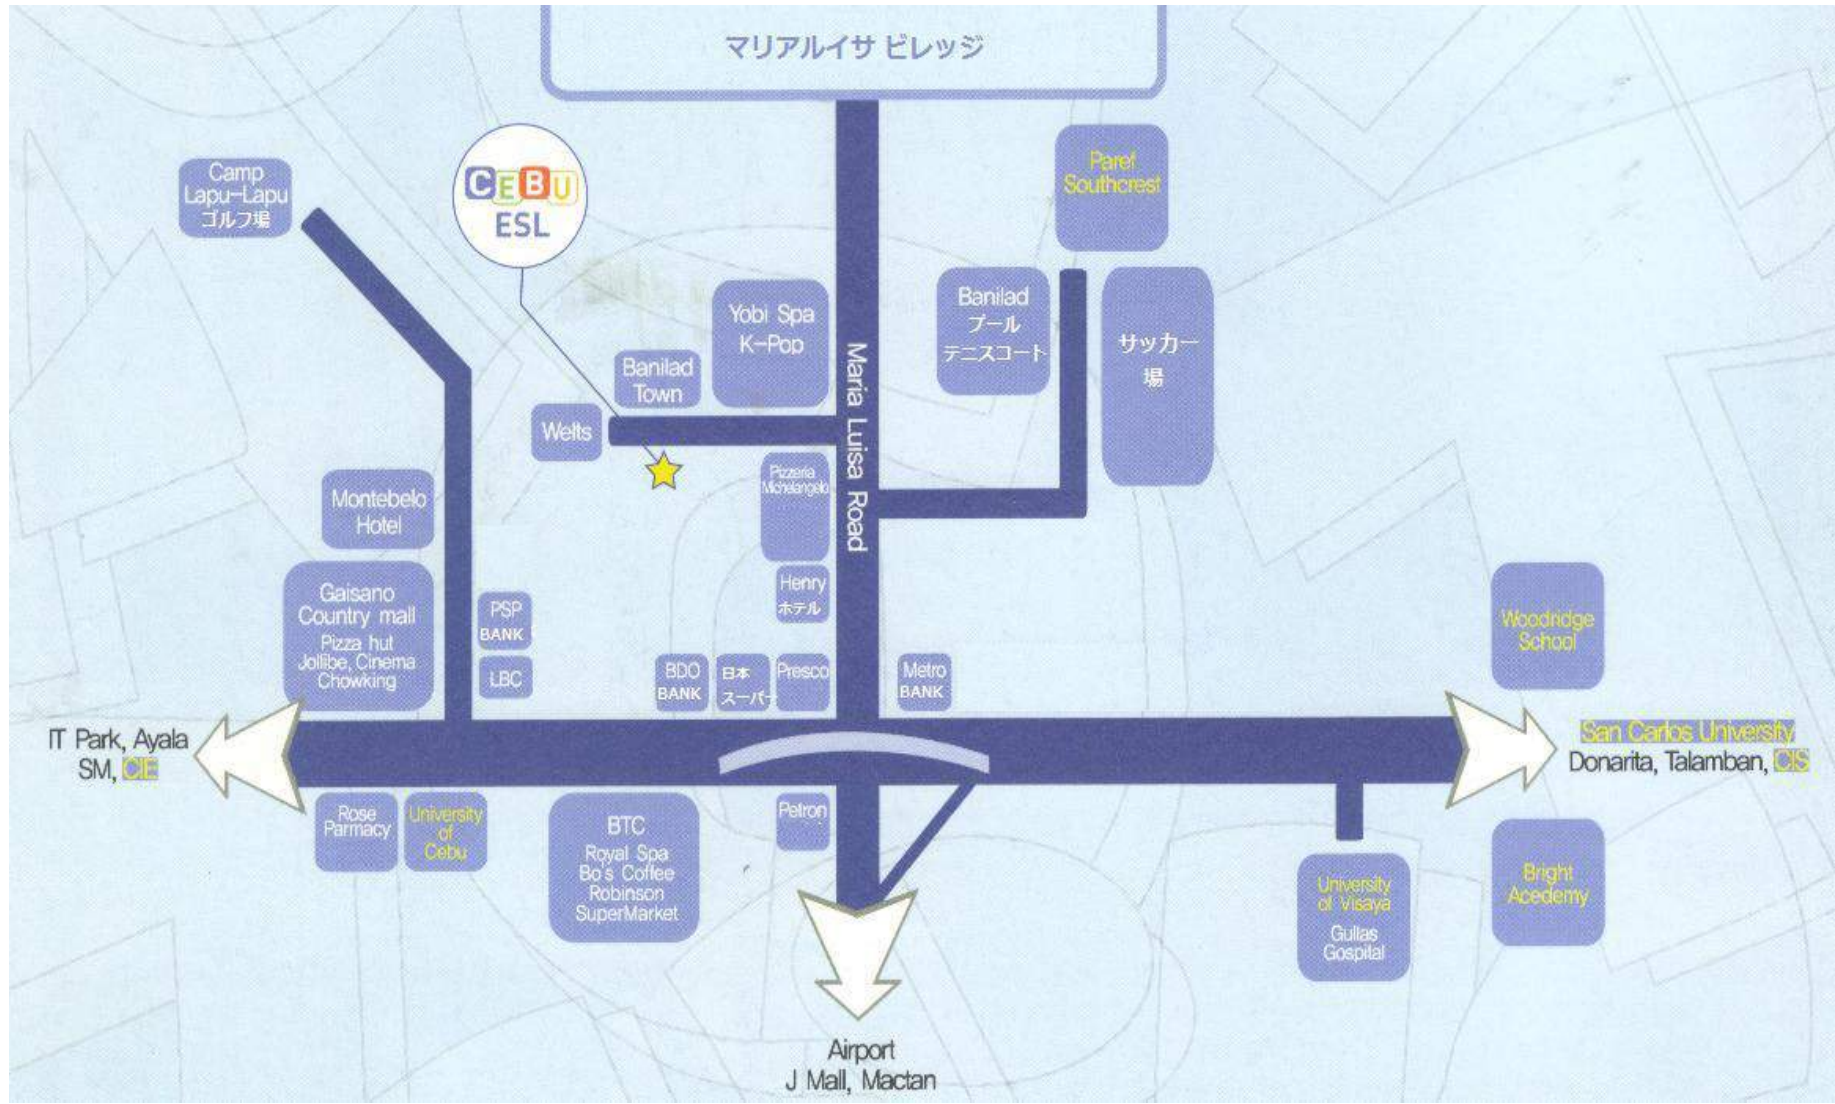 マリアルイサ ビレッジ
Camp
Lapu-Lapu
ゴルフ場
CEBU
ESL
Paref
Southcrest
Yobi Spa
K-Pop
Banilad
プール
テニスコート
サッカー
場
Banilad
Town
Welts
Maria Luisa Road
Pizzeria
Michelangelo
Montebelo
Hotel
Henry
ホテル
Gaisano
Country mall
Pizza hut
Jollibe, Cinema
Chowking
PSP
BANK
LBC
BDO
BANK
日本
スーパー
Presco
Metro
BANK
Woodridge
School
IT Park, Ayala
SM, CIE
San Carlos University
Donarita, Talamban, CIS
Rose
Parmacy
University
of
Cebu
BTC
Royal Spa
Bo's Coffee
Robinson
SuperMarket
Petron
University
of Visaya
Gullas
Gospital
Bright
Acedemy
Airport
J Mall, Mactan